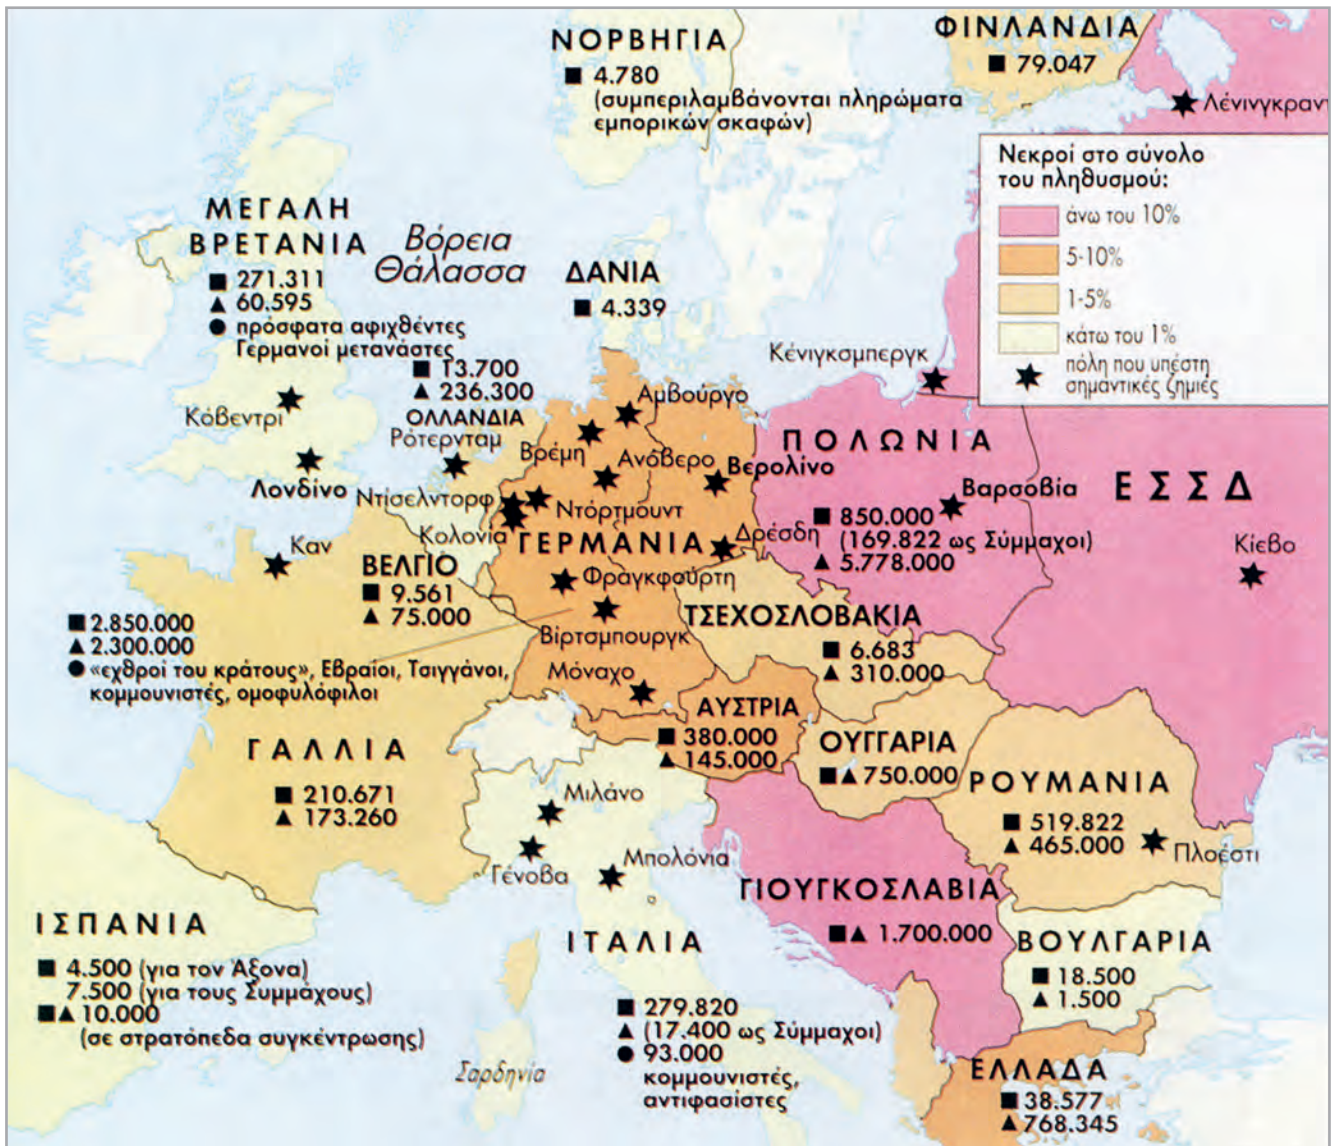 ΝΟΡΒΗΓΙΑ
■ 4.780
(συμπεριλαμβάνονται πληρώματα
εμπορικών σκαφών)
ΦΙΝΛΑΝΔΙΑ
■ 79.047
Λένινγκραντ
Νεκροί στο σύνολο
του πληθυσμού:
άνω του 10%
5-10%
1-5%
κάτω του 1%
πόλη που υπέστη
σημαντικές ζημιές
ΜΕΓΑΛΗ
ΒΡΕΤΑΝΙΑ
■ 271.311
▲ 60.595
● πρόσφατα αφιχθέντες
Γερμανοί μετανάστες
Βόρεια
Θάλασσα
ΔΑΝΙΑ
■ 4.339
■ 13.700
▲ 236.300
ΟΛΛΑΝΔΙΑ
Ρότερνταμ
Κόβεντρι
Λονδίνο
Κένιγκσμπεργκ
Αμβούργο
Βρέμη
Ανόβερο
Βερολίνο
Ντίσελντορφ
Ντόρτμουντ
Κολονία
ΓΕΡΜΑΝΙΑ
Δρέσδη
Φραγκφούρτη
Βίρτσμπουργκ
Μόναχο
ΠΟΛΩΝΙΑ
Βαρσοβία
■ 850.000
(169.822 ως Σύμμαχοι)
▲ 5.778.000
ΕΣΣΔ
Κίεβο
Καν
ΒΕΛΓΙΟ
■ 9.561
▲ 75.000
■ 2.850.000
▲ 2.300.000
● «εχθροί του κράτους», Εβραίοι, Τσιγγάνοι,
κομμουνιστές, ομοφυλόφιλοι
ΤΣΕΧΟΣΛΟΒΑΚΙΑ
■ 6.683
▲ 310.000
ΑΥΣΤΡΙΑ
■ 380.000
▲ 145.000
ΟΥΓΓΑΡΙΑ
■▲ 750.000
ΓΑΛΛΙΑ
■ 210.671
▲ 173.260
Μιλάνο
Γένοβα
Μπολόνια
ΡΟΥΜΑΝΙΑ
■ 519.822
▲ 465.000
Πλοέστι
ΓΙΟΥΓΚΟΣΛΑΒΙΑ
■▲ 1.700.000
ΒΟΥΛΓΑΡΙΑ
■ 18.500
▲ 1.500
ΙΣΠΑΝΙΑ
■ 4.500 (για τον Άξονα)
7.500 (για τους Συμμάχους)
■▲ 10.000
(σε στρατόπεδα συγκέντρωσης)
ΙΤΑΛΙΑ
■ 279.820
▲ (17.400 ως Σύμμαχοι)
● 93.000
κομμουνιστές,
αντιφασίστες
Σαρδηνία
ΕΛΛΑΔΑ
■ 38.577
▲ 768.345